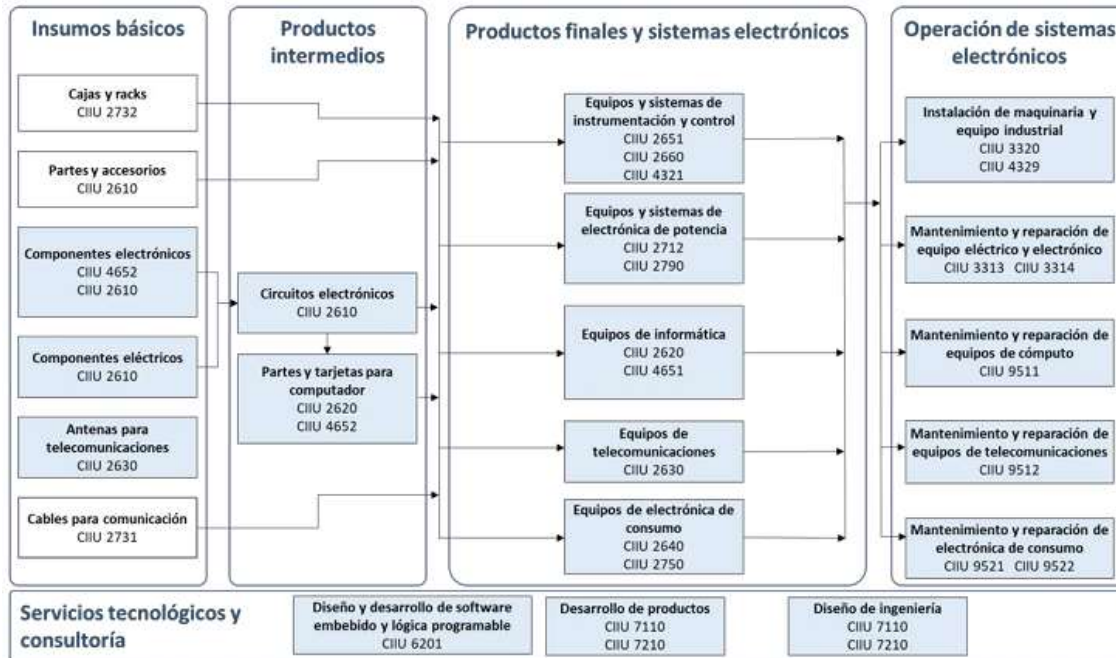 Insumos básicos
Cajas y racks
CIIU 2732
Partes y accesorios
CIIU 2610
Componentes electrónicos
CIIU 4652
CIIU 2610
Componentes eléctricos
CIIU 2610
Antenas para
telecomunicaciones
CIIU 2630
Cables para comunicación
CIIU 2731
Productos
intermedios
Circuitos electrónicos
CIIU 2610
Partes y tarjetas para
computador
CIIU 2620
CIIU 4652
Productos finales y sistemas electrónicos
Equipos y sistemas de
instrumentación y control
CIIU 2651
CIIU 2660
CIIU 4321
Equipos y sistemas de
electrónica de potencia
CIIU 2712
CIIU 2790
Equipos de informática
CIIU 2620
CIIU 4651
Equipos de
telecomunicaciones
CIIU 2630
Equipos de electrónica de
consumo
CIIU 2640
CIIU 2750
Operación de sistemas
electrónicos
Instalación de maquinaria y
equipo industrial
CIIU 3320
CIIU 4329
Mantenimiento y reparación de
equipo eléctrico y electrónico
CIIU 3313 CIIU 3314
Mantenimiento y reparación de
equipos de cómputo
CIIU 9511
Mantenimiento y reparación de
equipos de telecomunicaciones
CIIU 9512
Mantenimiento y reparación de
electrónica de consumo
CIIU 9521 CIIU 9522
Servicios tecnológicos y
consultoría
Diseño y desarrollo de software
embebido y lógica programable
CIIU 6201
Desarrollo de productos
CIIU 7110
CIIU 7210
Diseño de ingeniería
CIIU 7110
CIIU 7210